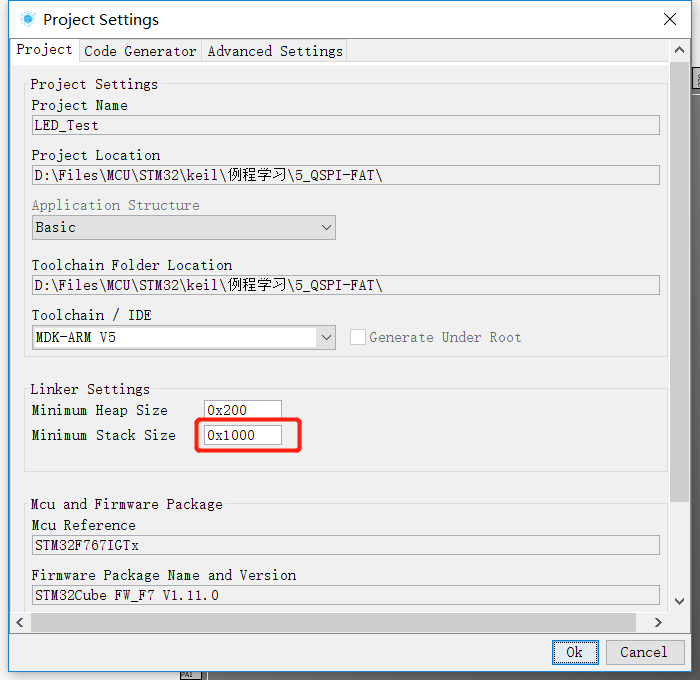 Project Settings
Project
Code Generator
Advanced Settings
Project Settings
Project Name
LED_Test
Project Location
D:\Files\MCU\STM32\keil\例程学习\5_QSPI-FAT\
Application Structure
Basic
Toolchain Folder Location
D:\Files\MCU\STM32\keil\例程学习\5_QSPI-FAT\
Toolchain / IDE
MDK-ARM V5
Generate Under Root
Linker Settings
Minimum Heap Size
0x200
Minimum Stack Size
0x1000
Mcu and Firmware Package
Mcu Reference
STM32F767IGTx
Firmware Package Name and Version
STM32Cube FW_F7 V1.11.0
Ok
Cancel
PA1